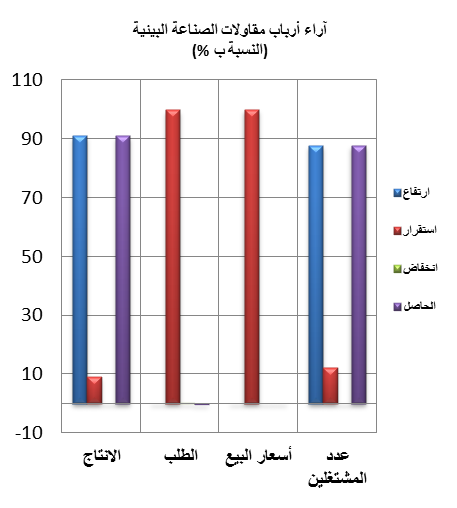 آراء أرباب مقاولات الصناعة البيئية
(النسبة ب %)
110
90
70
50
30
10
-10
ارتفاع
استقرار
انخفاض
الحاصل
الانتاج
الطلب
أسعار البيع
عدد
المشتغلين